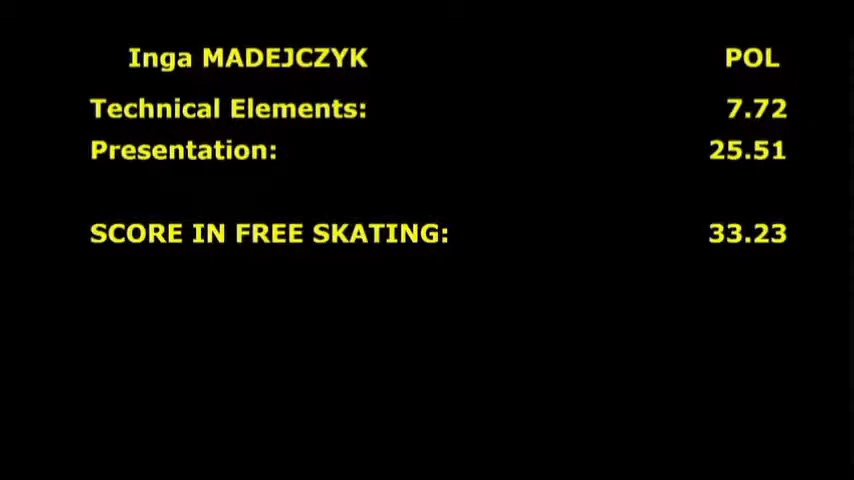 Inga MADEJCZYK POL
Technical Elements: 7.72
Presentation: 25.51
SCORE IN FREE SKATING: 33.23